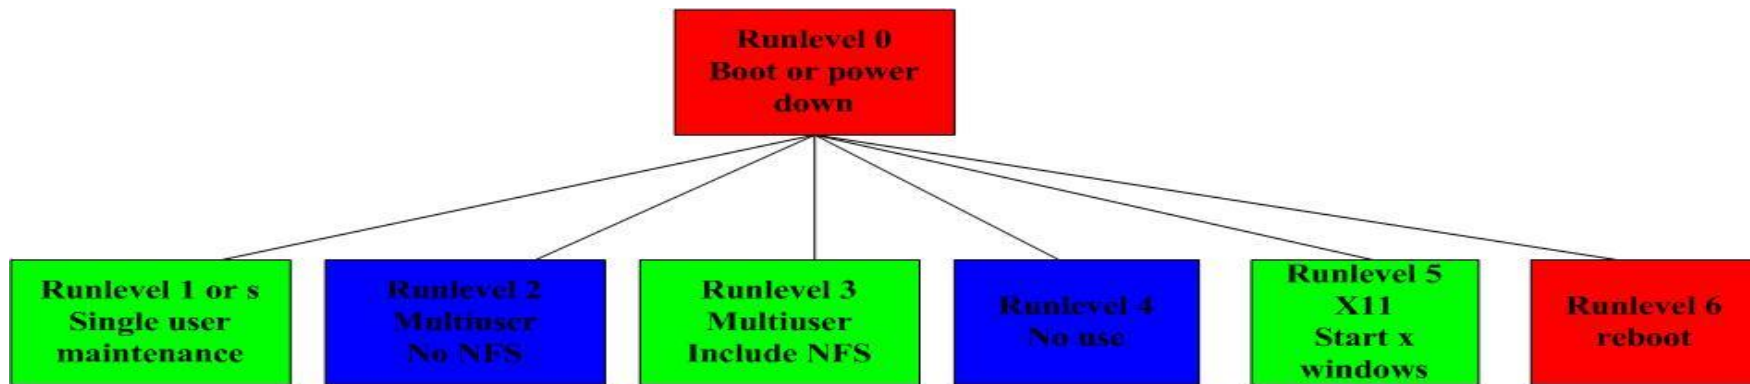 Runlevel 0
Boot or power
down
Runlevel 1 or s
Single user
maintenance
Runlevel 2
Multiuser
No NFS
Runlevel 3
Multiuser
Include NFS
Runlevel 4
No use
Runlevel 5
X11
Start x
windows
Runlevel 6
reboot